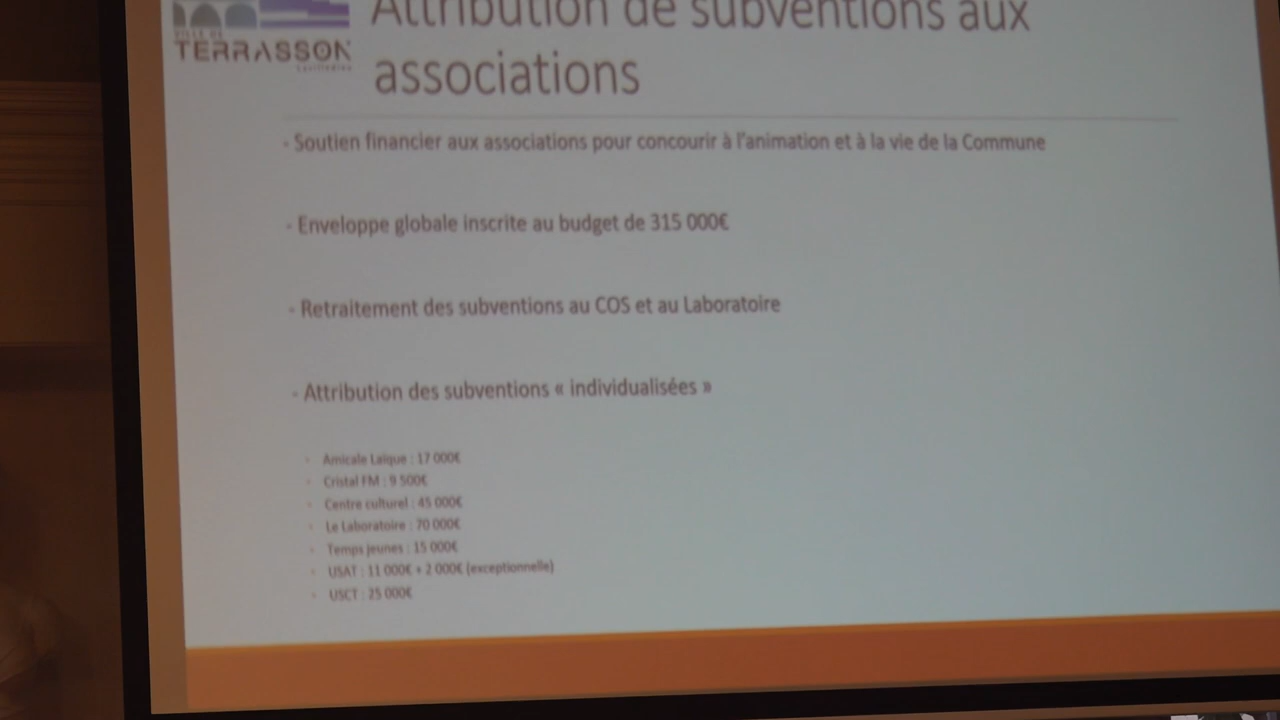 VILLE DE
TERRASSON
Attribution de subventions aux
associations
- Soutien financier aux associations pour concourir à l'animation et à la vie de la Commune
- Enveloppe globale inscrite au budget de 315 000€
- Retraitement des subventions au COS et au Laboratoire
- Attribution des subventions « individualisées »
Amicale Laïque : 17 000€
Cristal FM : 9 500€
Centre culturel : 45 000€
Le Laboratoire : 70 000€
Temps jeunes : 15 000€
USAT : 11 000€ + 2 000€ (exceptionnelle)
USCT : 25 000€